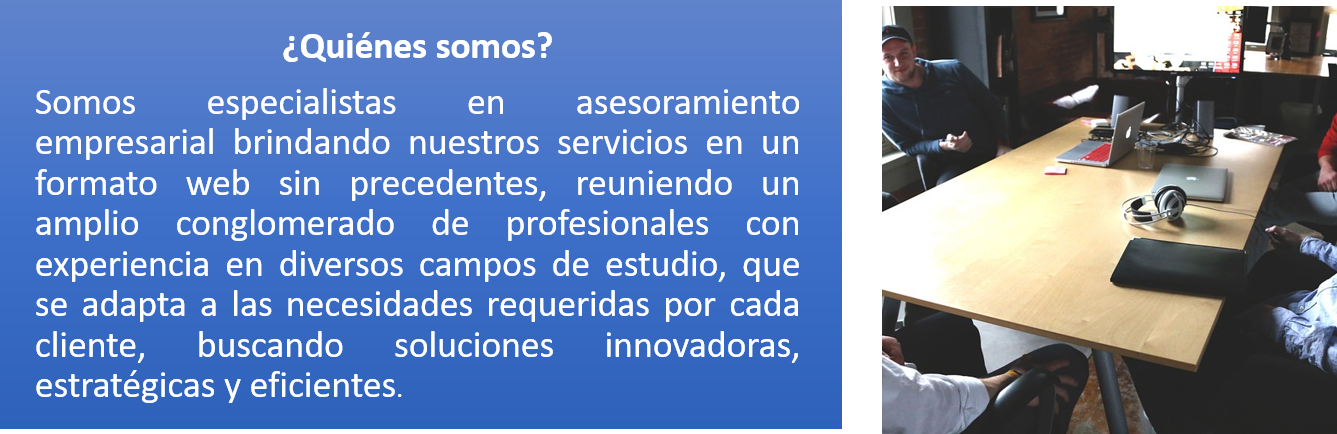 ¿Quiénes somos?
Somos especialistas en asesoramiento
empresarial brindando nuestros servicios en un
formato web sin precedentes, reuniendo un
amplio conglomerado de profesionales con
experiencia en diversos campos de estudio, que
se adapta a las necesidades requeridas por cada
cliente, buscando soluciones innovadoras,
estratégicas y eficientes.